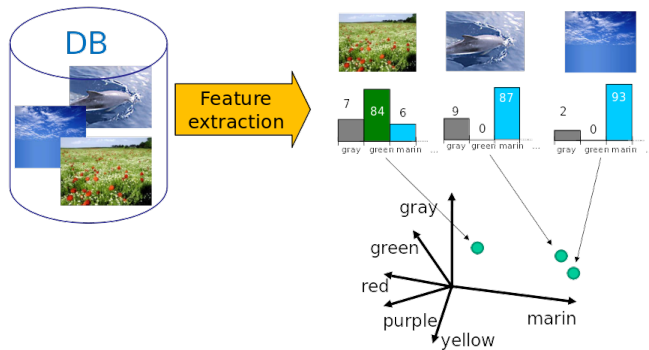 DB
Feature
extraction
7 84 6
gray green marin ...
9 0 87
gray green marin ...
2 0 93
gray green marin ...
gray
green
red
purple
yellow
marin